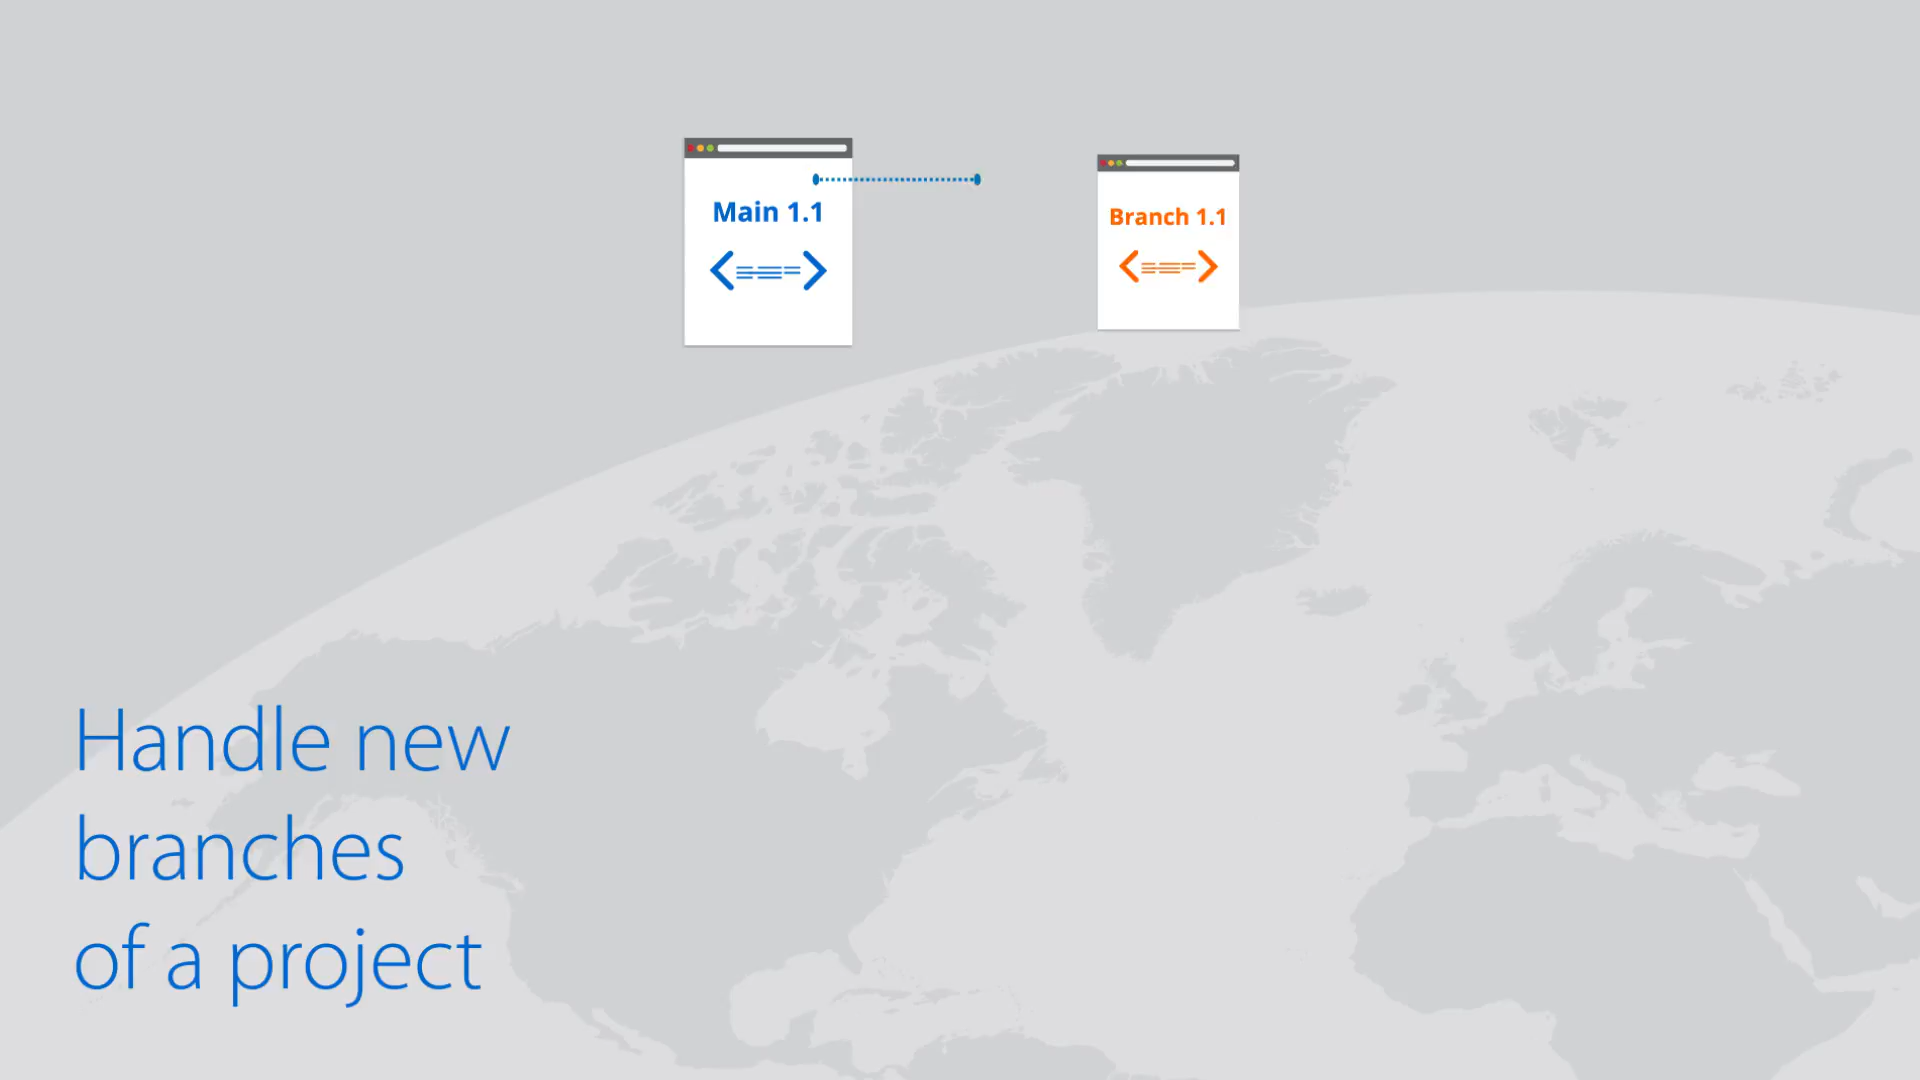 Main 1.1
Branch 1.1
Handle new
branches
of a project